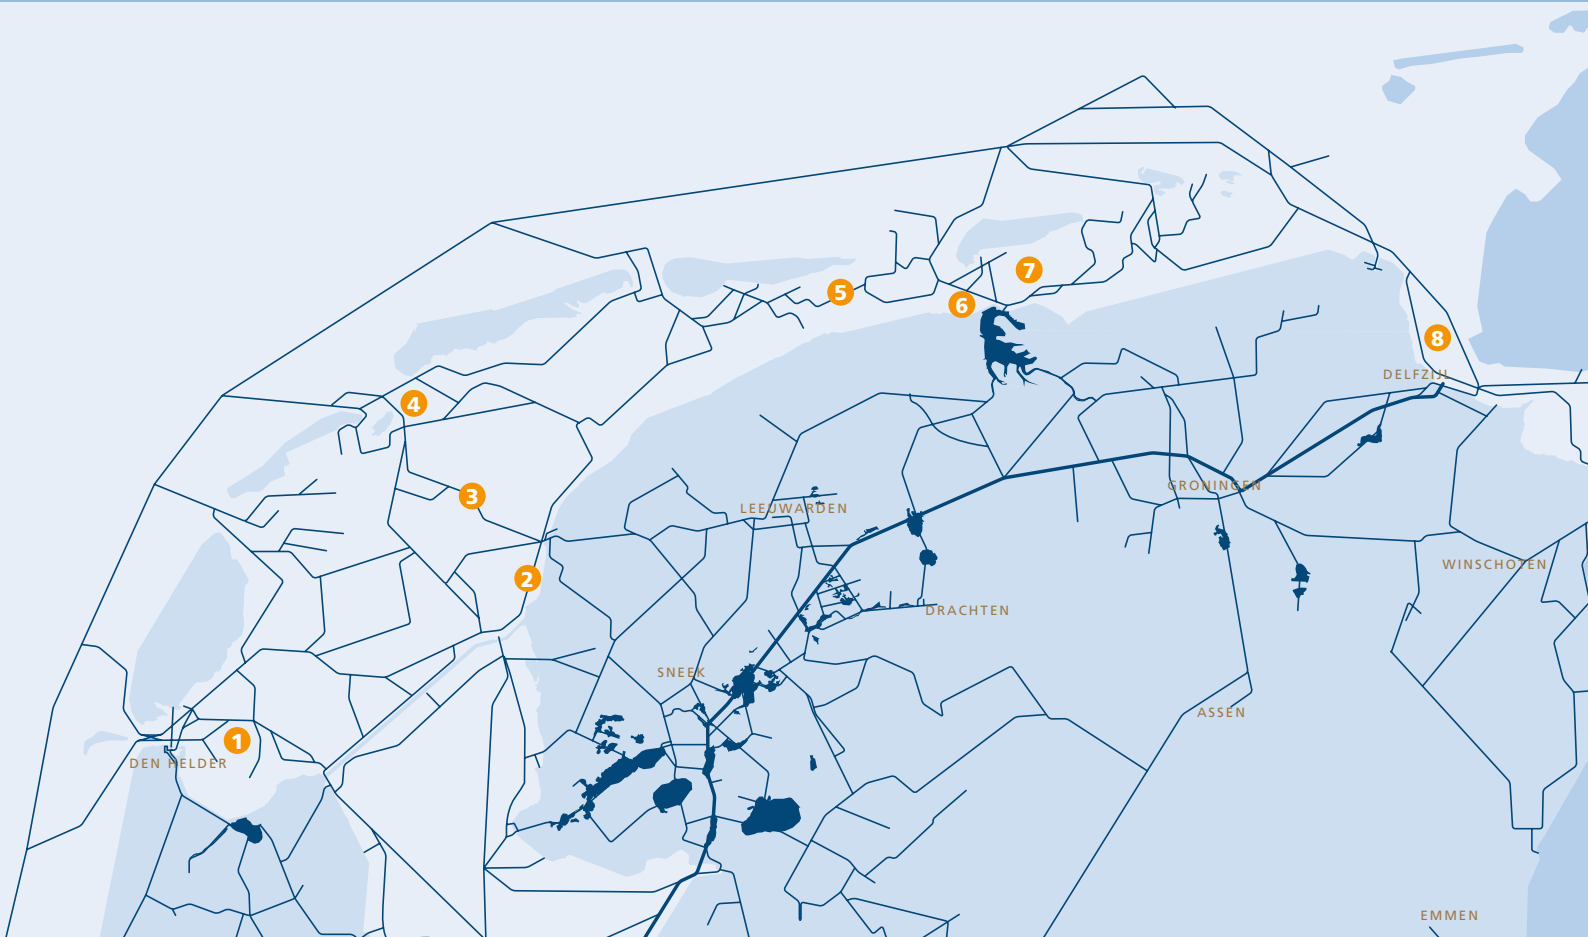 7
5
6
8
DELFZIJL
4
GRONINGEN
3
LEEUWARDEN
WINSCHOTEN
2
DRACHTEN
SNEEK
ASSEN
1
DEN HELDER
EMMEN